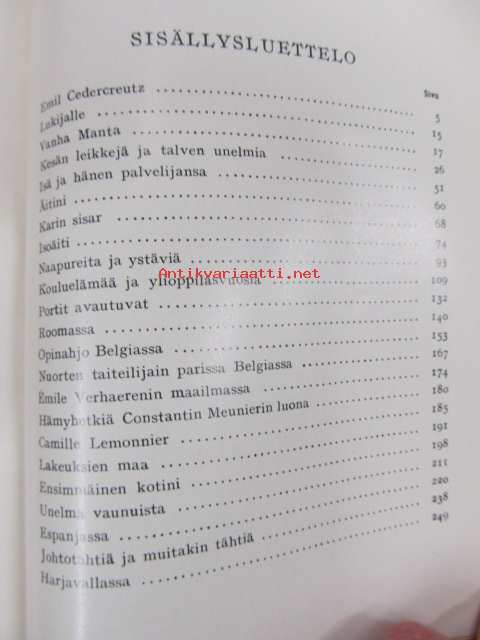 SISÄLLYSLUETTELO
Sivu
Emil Cedercreutz 5
Lukijalle 15
Vanha Manta 17
Kesän leikkejä ja talven unelmia 26
Isä ja hänen palvelijansa 51
Äitini 60
Karin sisar 68
Isoäiti 74
Naapureita ja ystäviä 93
Antikvariaatti.net
Kouluelämää ja ylioppilasvuosia 109
Portit avautuvat 132
Roomassa 140
Opinahjo Belgiassa 153
Nuorten taiteilijain parissa Belgiassa 167
Émile Verhaerenin maailmassa 174
Hämyhetkiä Constantin Meunierin luona 180
Camille Lemonnier 185
Lakeuksien maa 191
Ensimmäinen kotini 198
Unelma vaunuista 211
Espanjassa 220
Johtotähtiä ja muitakin tähtiä 238
Harjavallassa 249